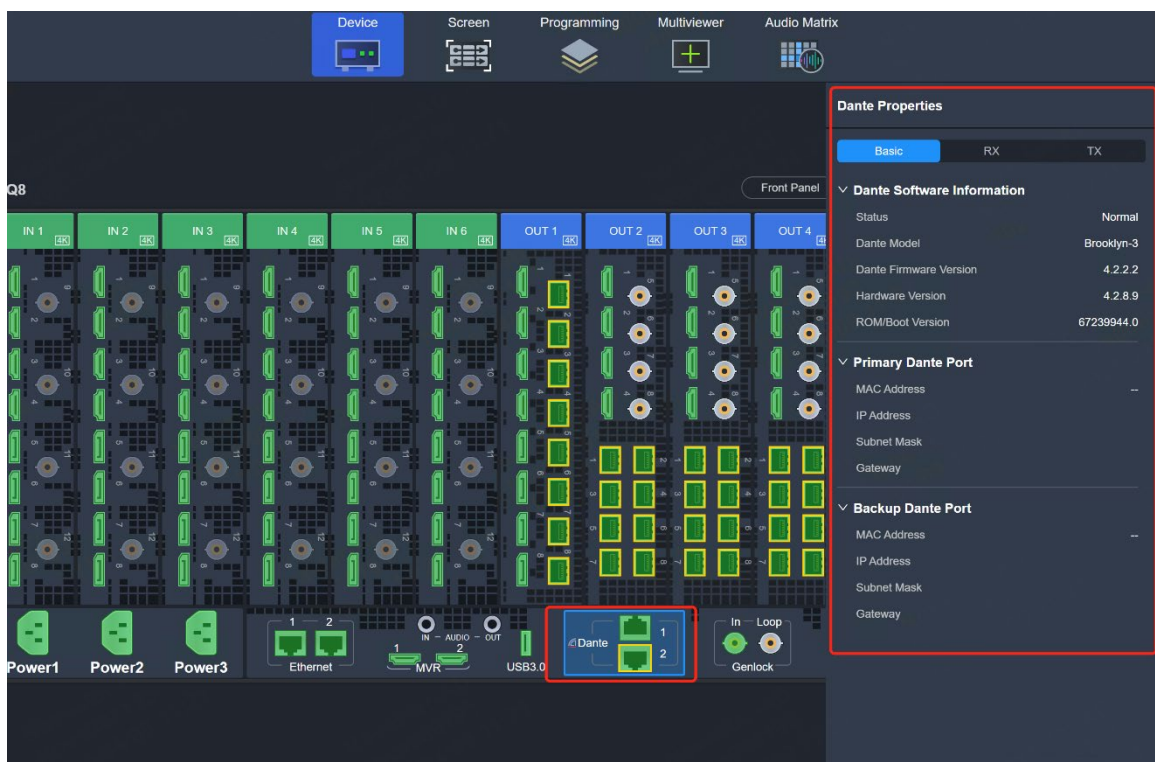 Device Screen Programming Multiviewer Audio Matrix
Dante Properties
Basic RX TX
Q8 Front Panel
Dante Software Information
Status Normal
Dante Model Brooklyn-3
Dante Firmware Version 4.2.2.2
Hardware Version 4.2.8.9
ROM/Boot Version 67239944.0
Primary Dante Port
MAC Address --
IP Address
Subnet Mask
Gateway
Backup Dante Port
MAC Address --
IP Address
Subnet Mask
Gateway
IN 1 4K IN 2 4K IN 3 4K IN 4 4K IN 5 4K IN 6 4K OUT 1 4K OUT 2 4K OUT 3 4K OUT 4
Power1 Power2 Power3
1 2
Ethernet
IN - AUDIO - OUT
1 2
MVR
USB3.0
Dante
1
2
In Loop
Genlock